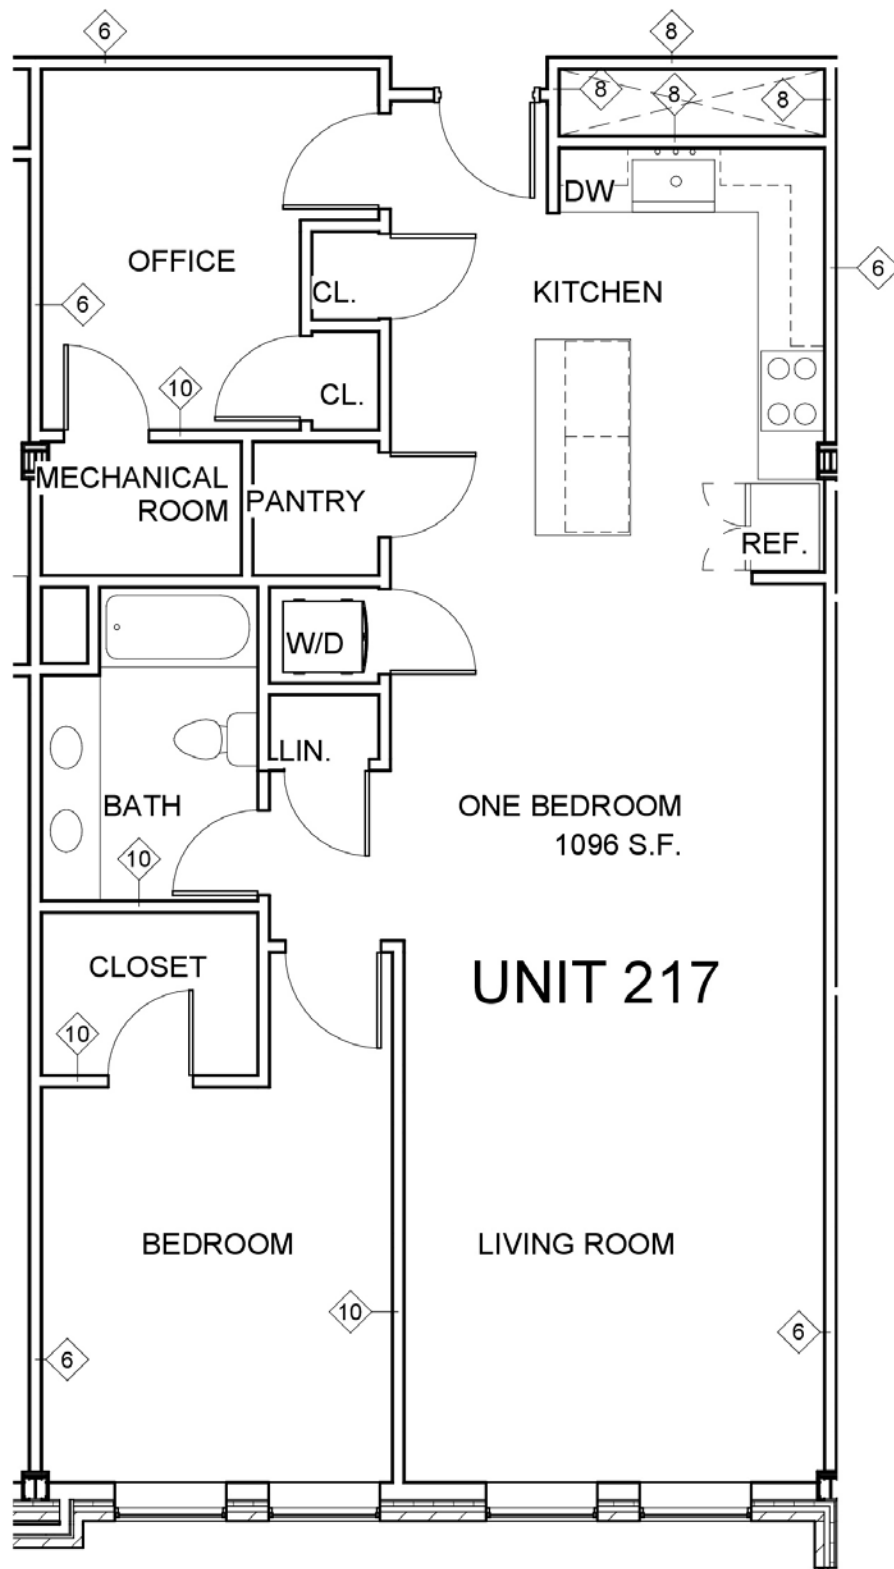 6
8
8
8
8
DW
OFFICE
6
CL.
KITCHEN
6
10
CL.
MECHANICAL
ROOM
PANTRY
REF.
W/D
LIN.
BATH
ONE BEDROOM
1096 S.F.
10
CLOSET
UNIT 217
10
BEDROOM
LIVING ROOM
10
6
6